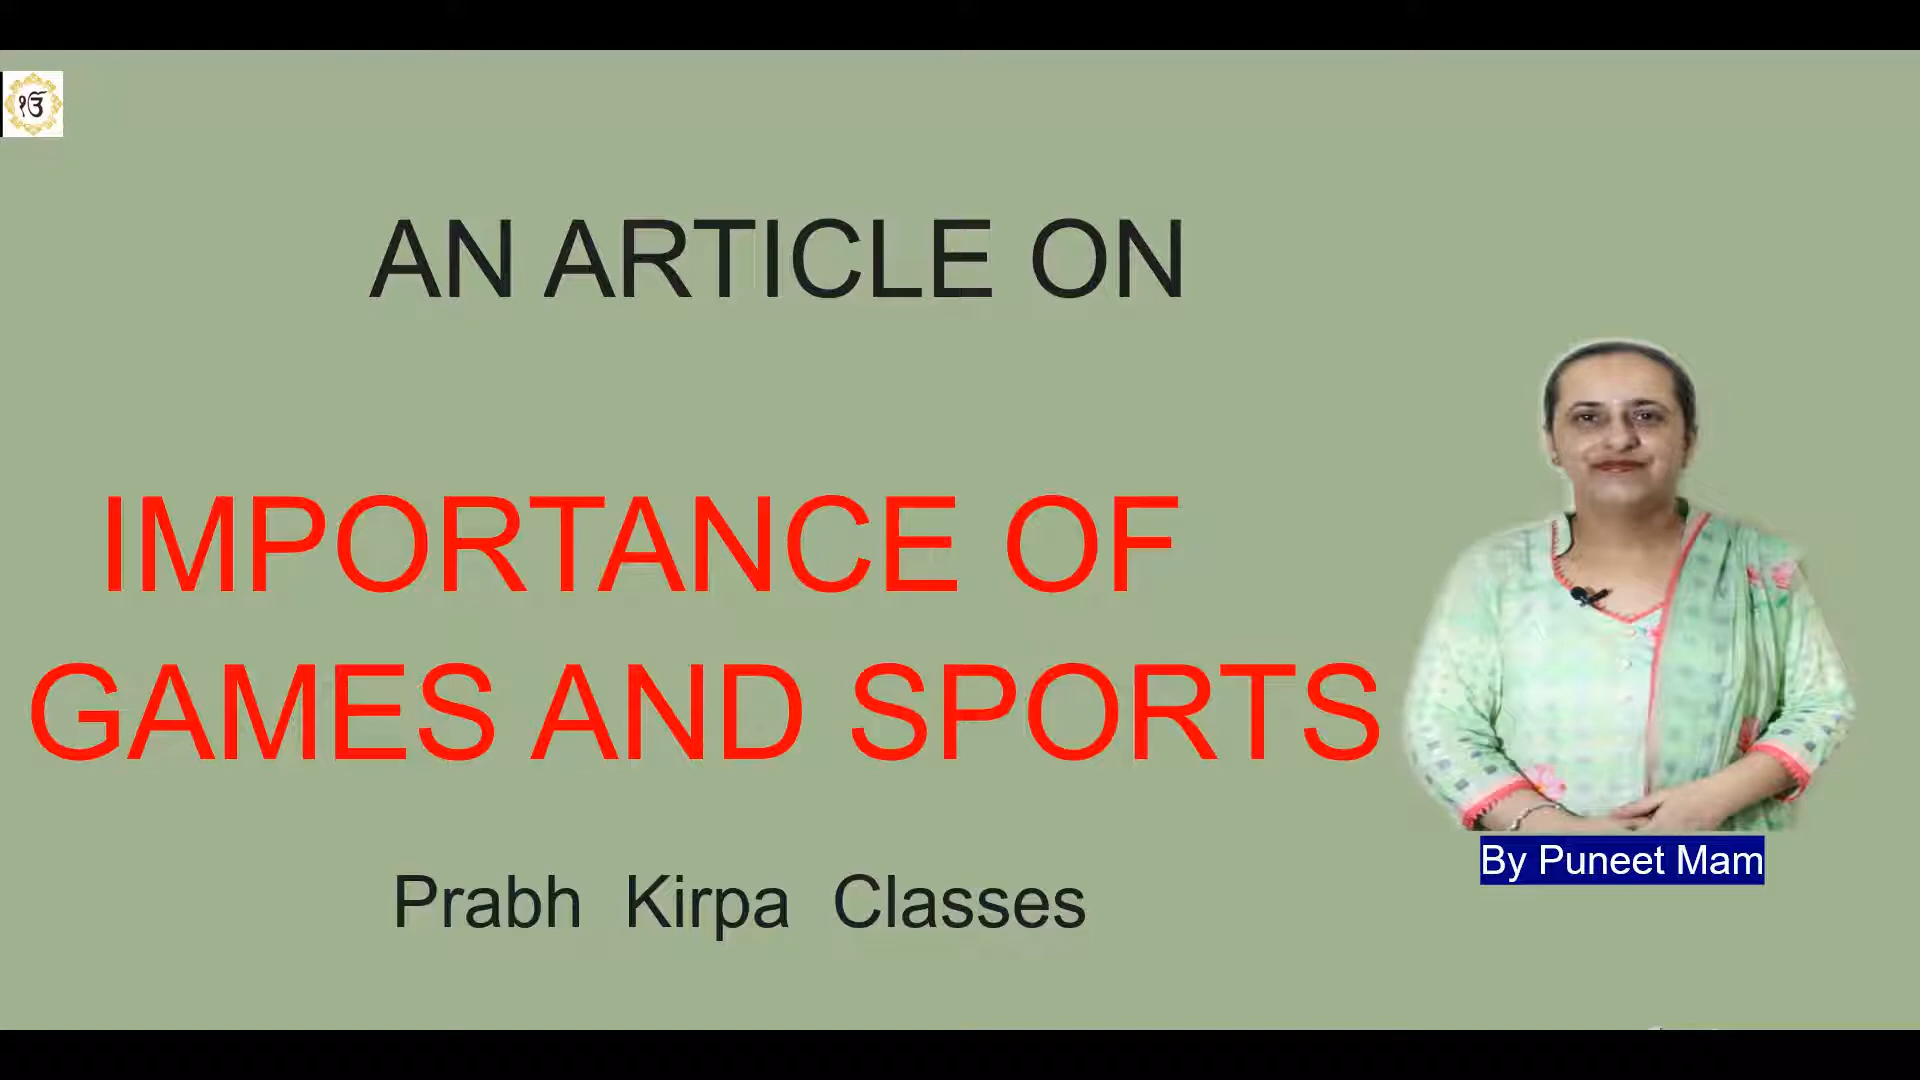 ੴ
AN ARTICLE ON
IMPORTANCE OF
GAMES AND SPORTS
By Puneet Mam
Prabh Kirpa Classes